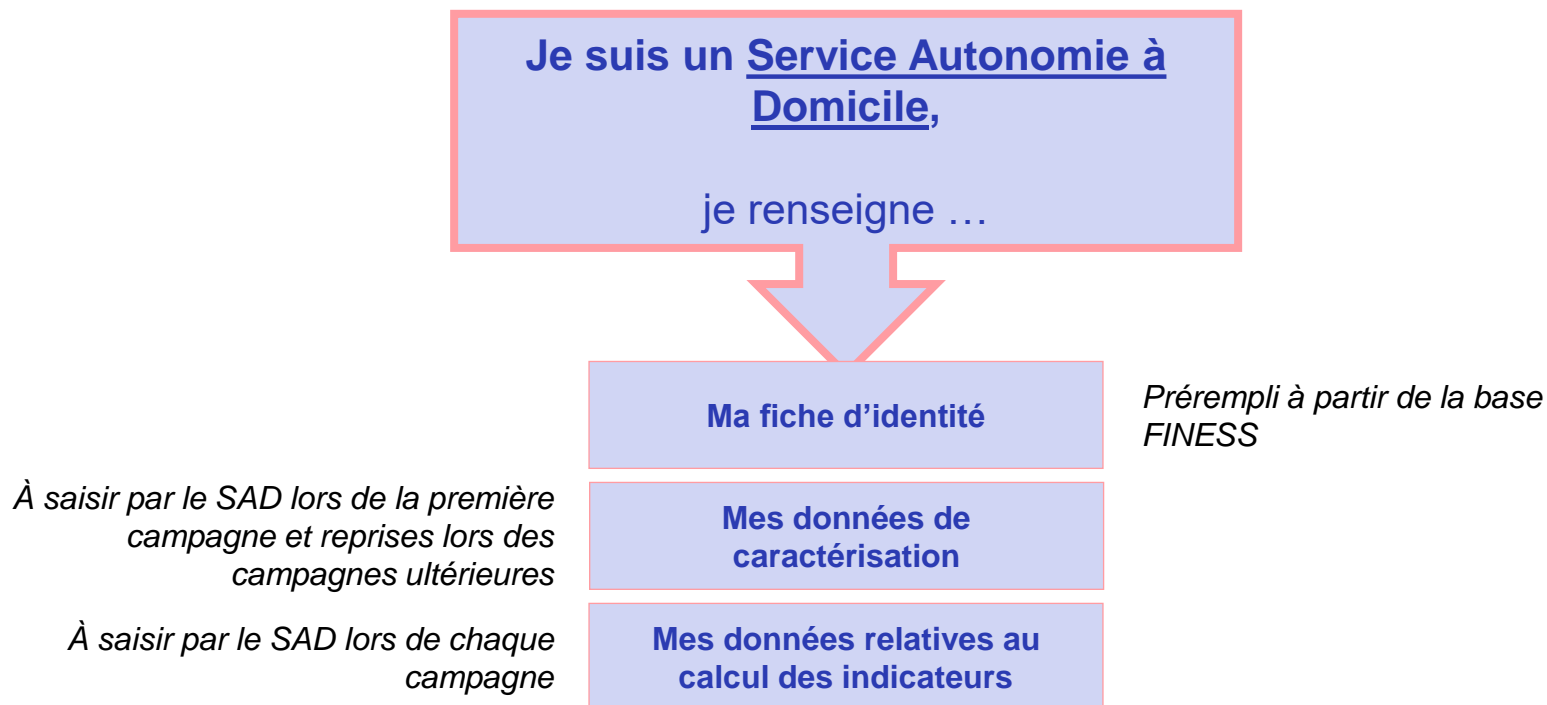 Je suis un Service Autonomie à
Domicile,
je renseigne …
Ma fiche d’identité
Prérempli à partir de la base
FINESS
À saisir par le SAD lors de la première
campagne et reprises lors des
campagnes ultérieures
Mes données de
caractérisation
À saisir par le SAD lors de chaque
campagne
Mes données relatives au
calcul des indicateurs